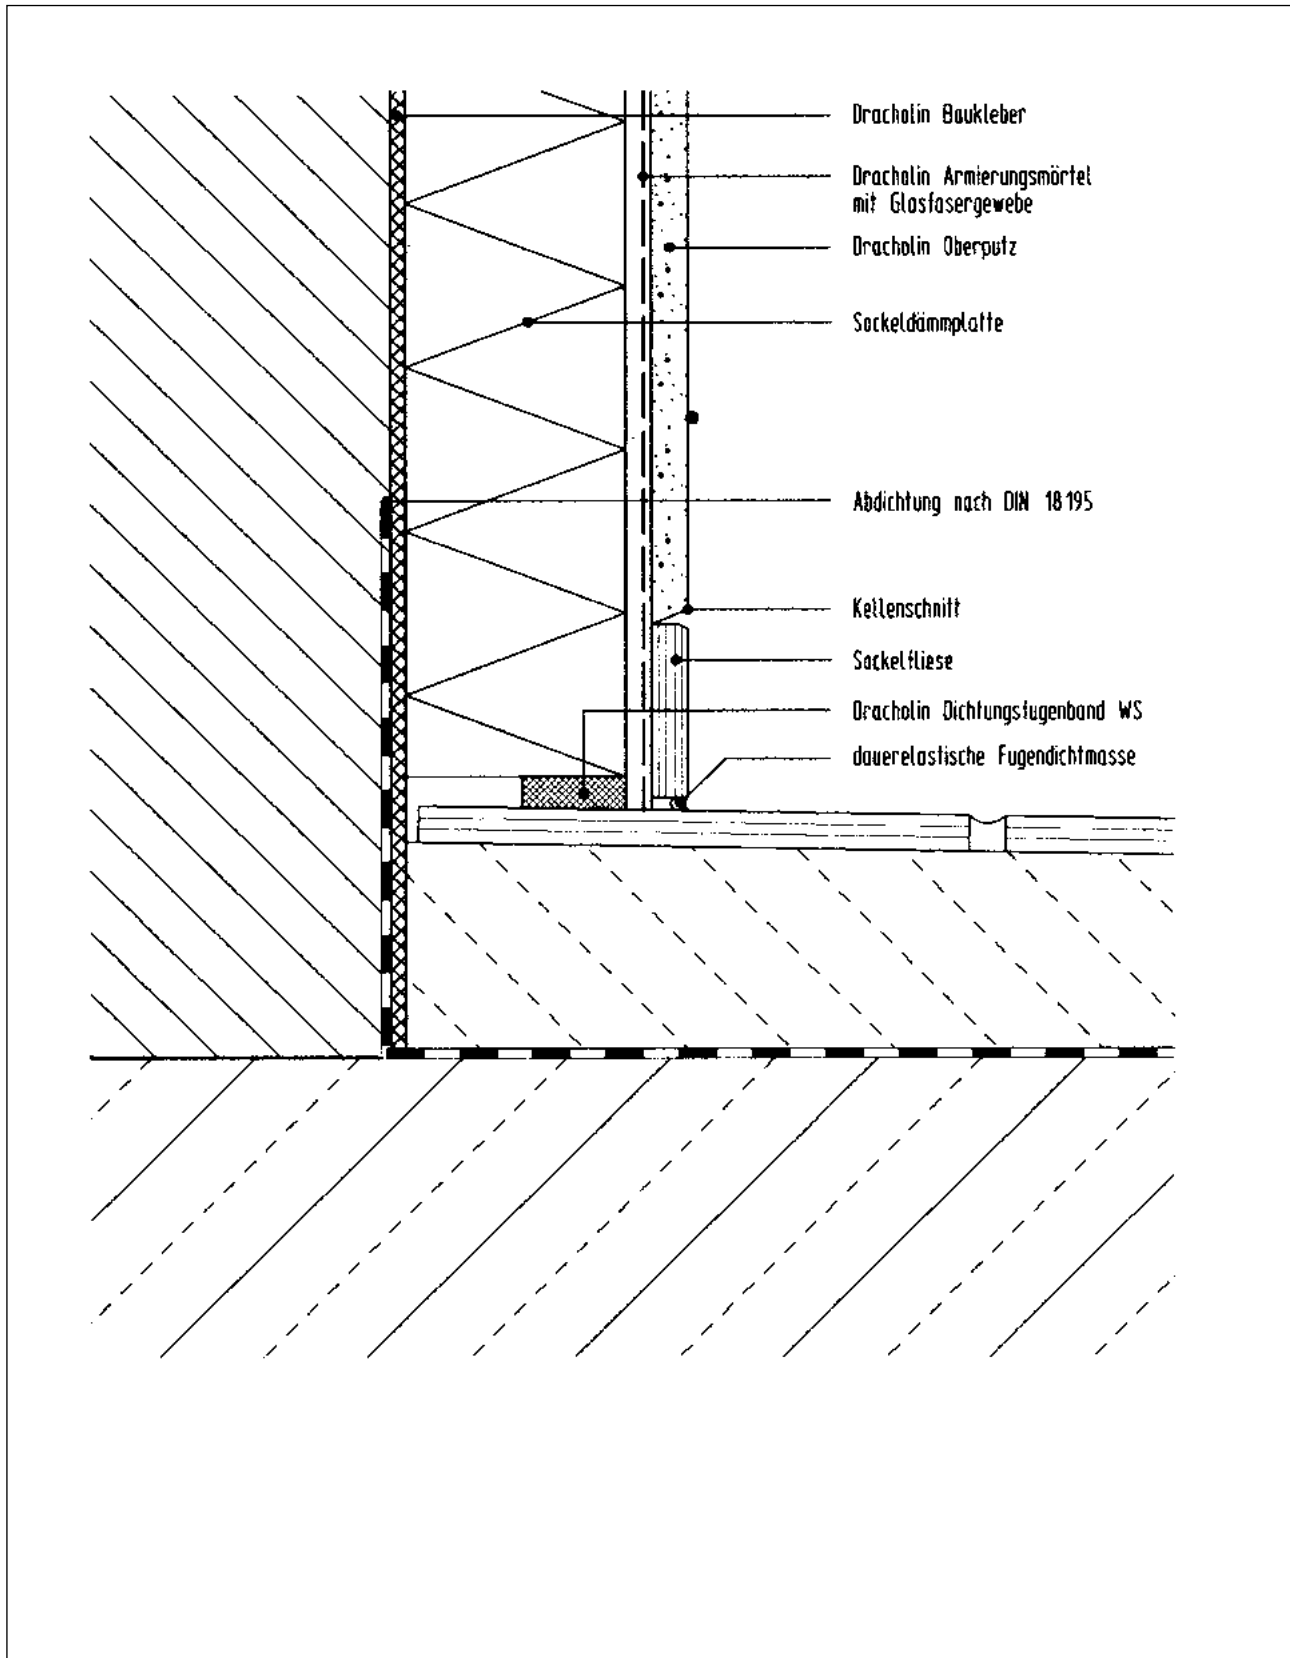 Dracholin Baukleber
Dracholin Armierungsmörtel
mit Glasfasergewebe
Dracholin Oberputz
Sockeldämmplatte
Abdichtung nach DIN 18195
Kellenschnitt
Sockelfliese
Dracholin Dichtungsfugenband WS
dauerelastische Fugendichtmasse